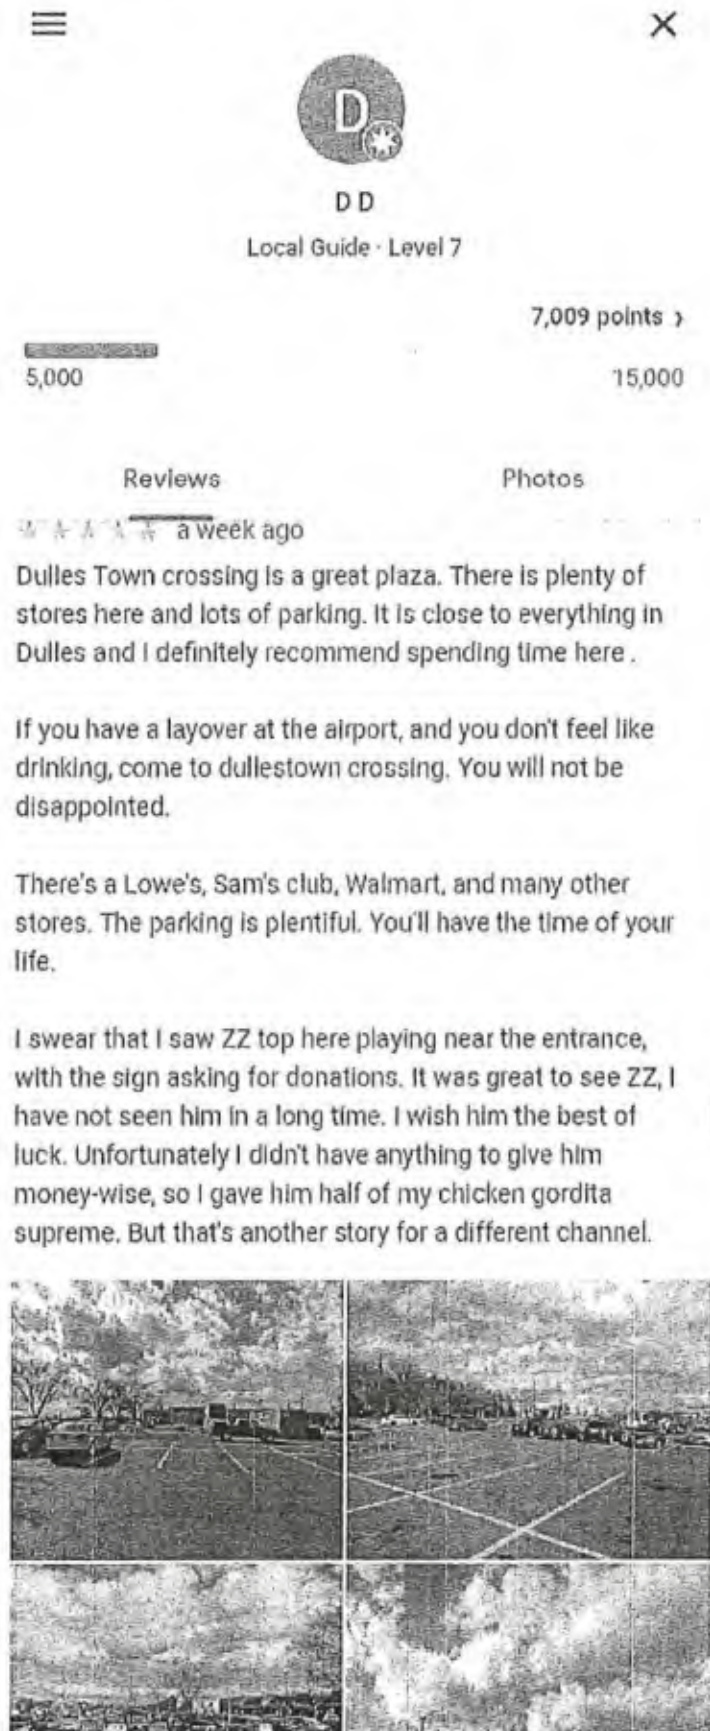 D
D D
Local Guide · Level 7
7,009 points ›
5,000
15,000
Reviews
Photos
a week ago
Dulles Town crossing is a great plaza. There is plenty of
stores here and lots of parking. It is close to everything in
Dulles and I definitely recommend spending time here .
If you have a layover at the airport, and you don't feel like
drinking, come to dullestown crossing. You will not be
disappointed.
There's a Lowe's, Sam's club, Walmart, and many other
stores. The parking is plentiful. You'll have the time of your
life.
I swear that I saw ZZ top here playing near the entrance,
with the sign asking for donations. It was great to see ZZ, I
have not seen him in a long time. I wish him the best of
luck. Unfortunately I didn't have anything to give him
money-wise, so I gave him half of my chicken gordita
supreme. But that's another story for a different channel.